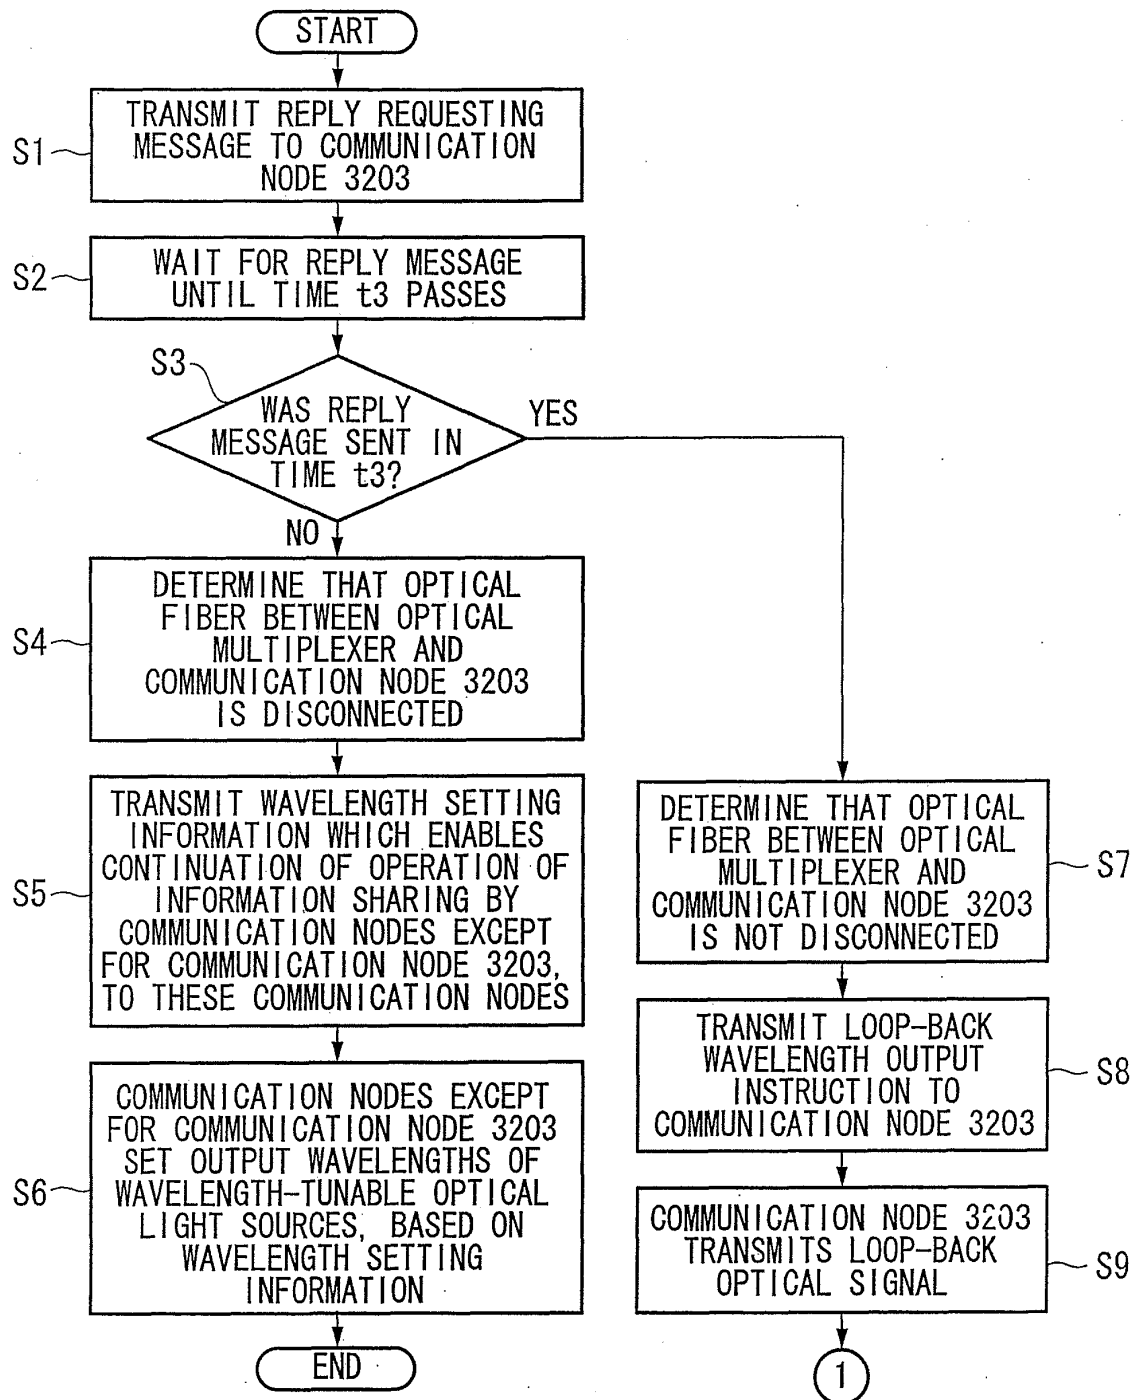 START
S1
TRANSMIT REPLY REQUESTING
MESSAGE TO COMMUNICATION
NODE 3203
S2
WAIT FOR REPLY MESSAGE
UNTIL TIME t3 PASSES
S3
WAS REPLY
MESSAGE SENT IN
TIME t3?
YES
NO
S4
DETERMINE THAT OPTICAL
FIBER BETWEEN OPTICAL
MULTIPLEXER AND
COMMUNICATION NODE 3203
IS DISCONNECTED
S5
TRANSMIT WAVELENGTH SETTING
INFORMATION WHICH ENABLES
CONTINUATION OF OPERATION OF
INFORMATION SHARING BY
COMMUNICATION NODES EXCEPT
FOR COMMUNICATION NODE 3203,
TO THESE COMMUNICATION NODES
S6
COMMUNICATION NODES EXCEPT
FOR COMMUNICATION NODE 3203
SET OUTPUT WAVELENGTHS OF
WAVELENGTH-TUNABLE OPTICAL
LIGHT SOURCES, BASED ON
WAVELENGTH SETTING
INFORMATION
END
DETERMINE THAT OPTICAL
FIBER BETWEEN OPTICAL
MULTIPLEXER AND
COMMUNICATION NODE 3203
IS NOT DISCONNECTED
S7
TRANSMIT LOOP-BACK
WAVELENGTH OUTPUT
INSTRUCTION TO
COMMUNICATION NODE 3203
S8
COMMUNICATION NODE 3203
TRANSMITS LOOP-BACK
OPTICAL SIGNAL
S9
1